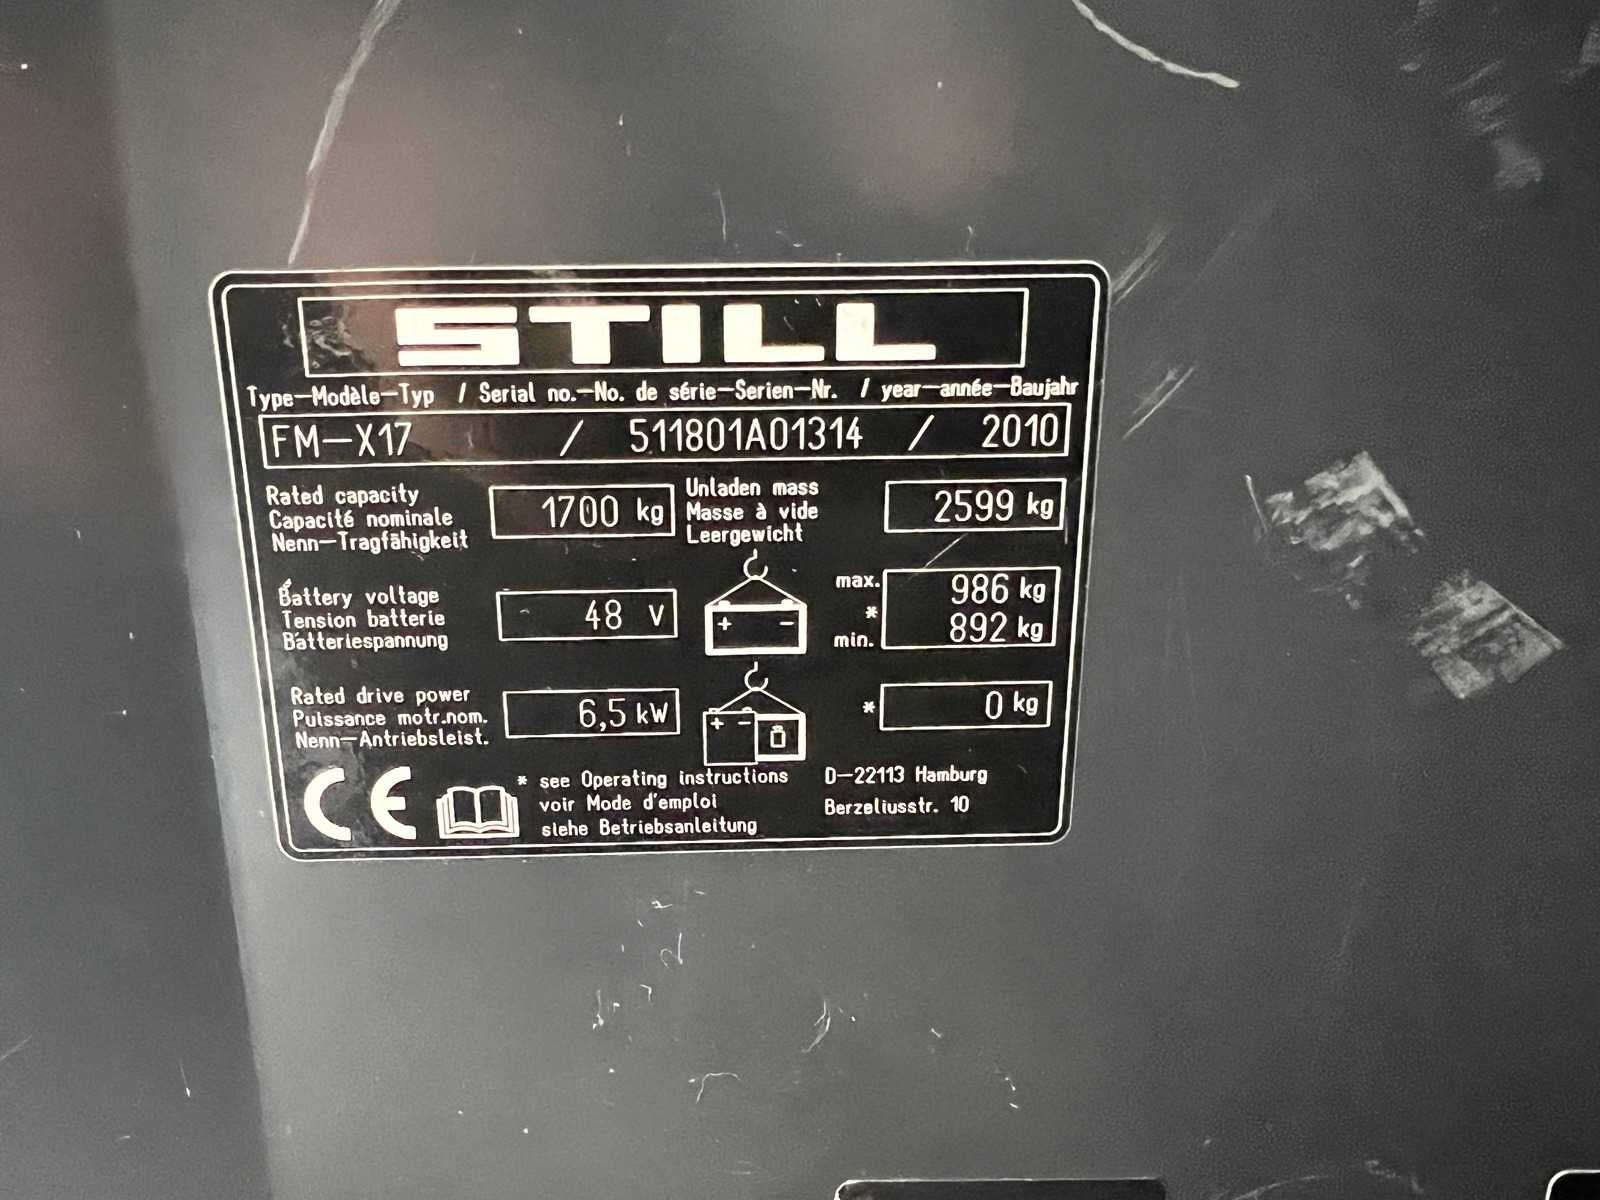 STILL
Type-Modèle-Typ / Serial no.-No. de série-Serien-Nr. / year-année-Baujahr
FM-X17 / 511801A01314 / 2010
Rated capacity
Capacité nominale
Nenn-Tragfähigkeit
1700 kg
Unladen mass
Masse à vide
Leergewicht
2599 kg
Battery voltage
Tension batterie
Batteriespannung
48 V
+ -
max. 986 kg
*
min. 892 kg
Rated drive power
Puissance motr.nom.
Nenn-Antriebsleist.
6,5 kW
+ -
* 0 kg
CE
* see Operating instructions
voir Mode d'emploi
siehe Betriebsanleitung
D-22113 Hamburg
Berzeliusstr. 10